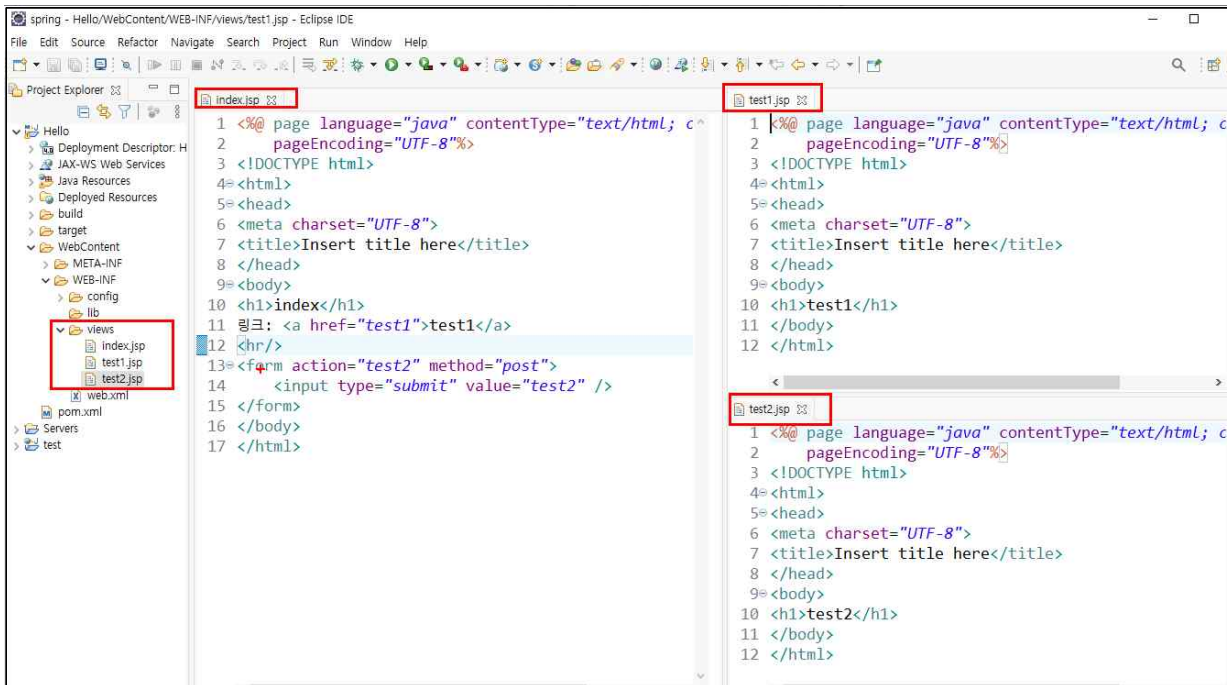 spring - Hello/WebContent/WEB-INF/views/test1.jsp - Eclipse IDE
File Edit Source Refactor Navigate Search Project Run Window Help
Project Explorer
Hello
Deployment Descriptor: H
JAX-WS Web Services
Java Resources
Deployed Resources
build
target
WebContent
META-INF
WEB-INF
config
lib
views
index.jsp
test1.jsp
test2.jsp
web.xml
pom.xml
Servers
test
index.jsp
1 <%@ page language="java" contentType="text/html; c
2 pageEncoding="UTF-8"%>
3 <!DOCTYPE html>
4 <html>
5 <head>
6 <meta charset="UTF-8">
7 <title>Insert title here</title>
8 </head>
9 <body>
10 <h1>index</h1>
11 링크: <a href="test1">test1</a>
12 <hr/>
13 <form action="test2" method="post">
14 <input type="submit" value="test2" />
15 </form>
16 </body>
17 </html>
test1.jsp
1 <%@ page language="java" contentType="text/html; c
2 pageEncoding="UTF-8"%>
3 <!DOCTYPE html>
4 <html>
5 <head>
6 <meta charset="UTF-8">
7 <title>Insert title here</title>
8 </head>
9 <body>
10 <h1>test1</h1>
11 </body>
12 </html>
test2.jsp
1 <%@ page language="java" contentType="text/html; c
2 pageEncoding="UTF-8"%>
3 <!DOCTYPE html>
4 <html>
5 <head>
6 <meta charset="UTF-8">
7 <title>Insert title here</title>
8 </head>
9 <body>
10 <h1>test2</h1>
11 </body>
12 </html>